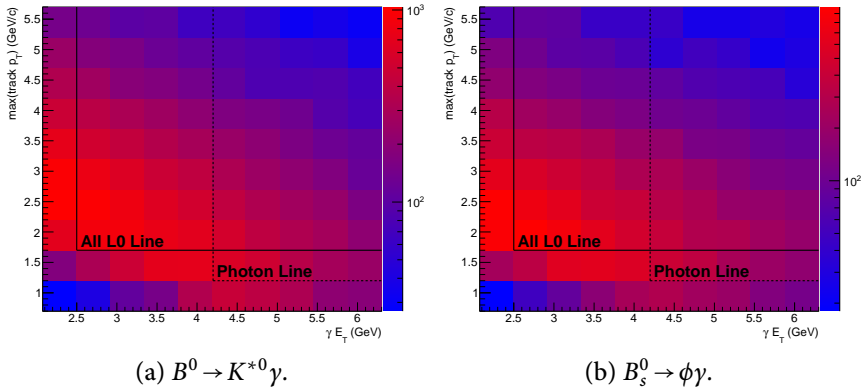 max(track p_T) (GeV/c)
5.5
5
4.5
4
3.5
3
2.5
2
1.5
1
All L0 Line
Photon Line
2.5 3 3.5 4 4.5 5 5.5 6
γ E_T (GeV)
10^3
10^2
(a) B^0 → K^{*0}γ.
max(track p_T) (GeV/c)
5.5
5
4.5
4
3.5
3
2.5
2
1.5
1
All L0 Line
Photon Line
2.5 3 3.5 4 4.5 5 5.5 6
γ E_T (GeV)
10^2
(b) B_s^0 → ϕγ.